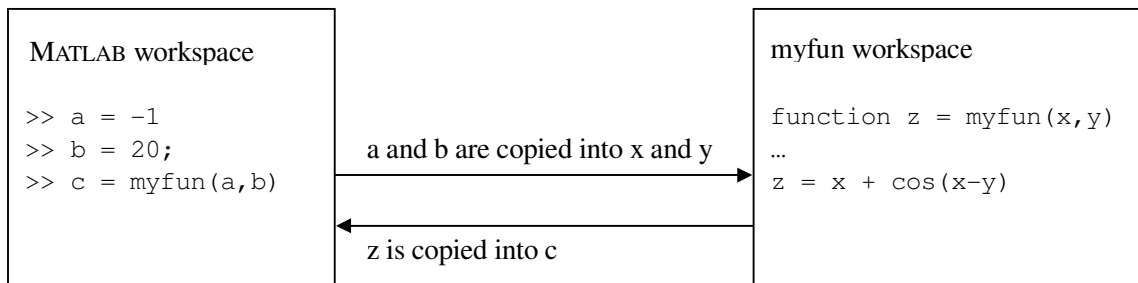 MATLAB workspace
>> a = -1
>> b = 20;
>> c = myfun(a,b)
a and b are copied into x and y
z is copied into c
myfun workspace
function z = myfun(x,y)
…
z = x + cos(x-y)